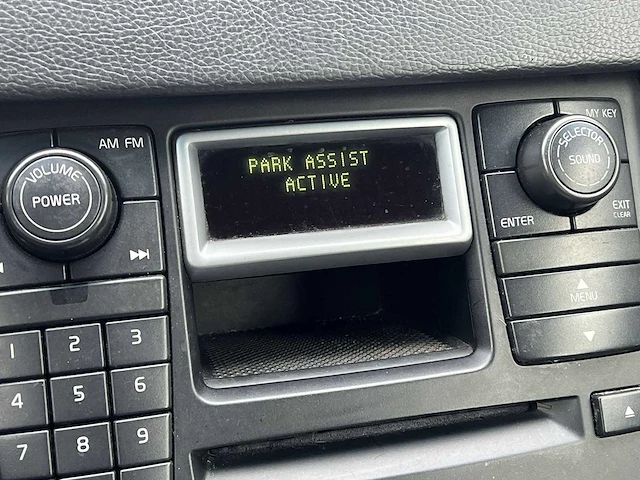 AM FM
VOLUME
POWER
PARK ASSIST
ACTIVE
MY KEY
SELECTOR
SOUND
ENTER
EXIT
CLEAR
MENU
1 2 3
4 5 6
7 8 9